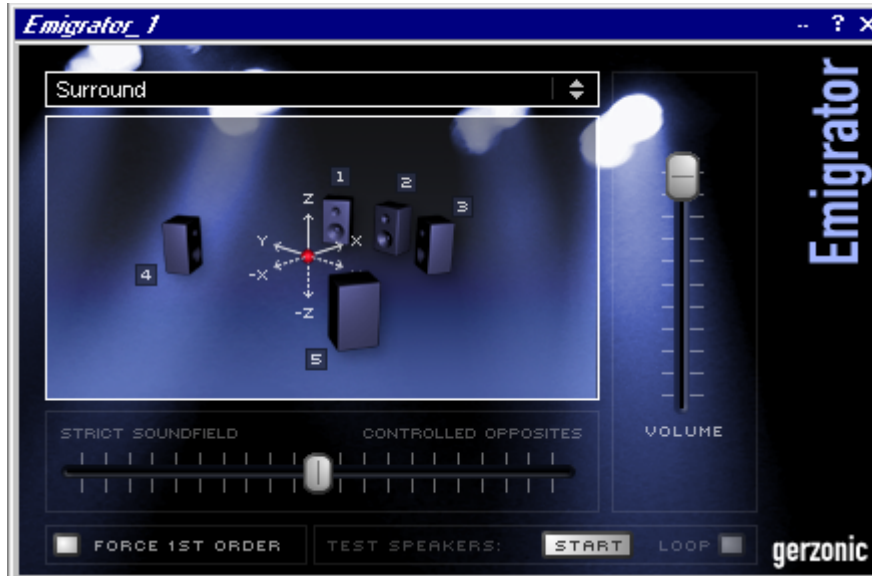 Emigrator_1
-- ? X
Surround
Emigrator
1
2
3
Z
Y
X
-X
4
-Z
5
STRICT SOUNDFIELD
CONTROLLED OPPOSITES
VOLUME
FORCE 1ST ORDER
TEST SPEAKERS:
START
LOOP
gerzonic